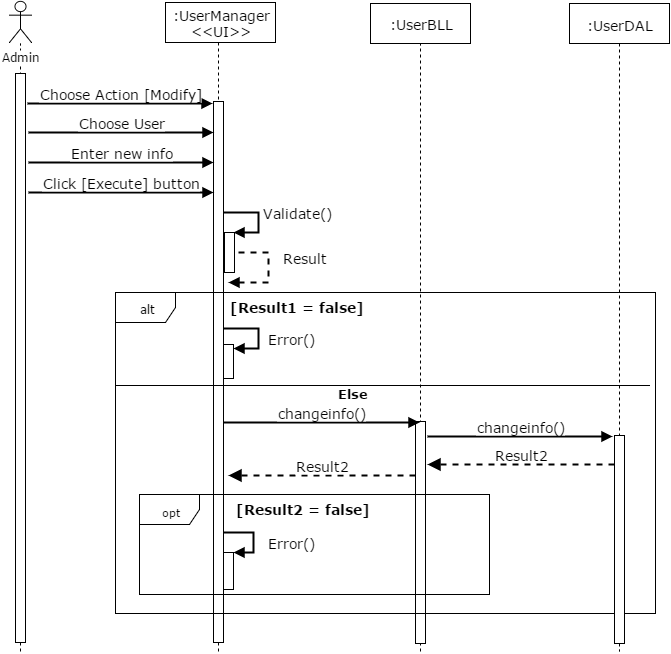 :UserManager
<<UI>>
:UserBLL
:UserDAL
Admin
Choose Action [Modify]
Choose User
Enter new info
Click [Execute] button
Validate()
Result
alt
[Result1 = false]
Error()
Else
changeinfo()
changeinfo()
Result2
Result2
opt
[Result2 = false]
Error()